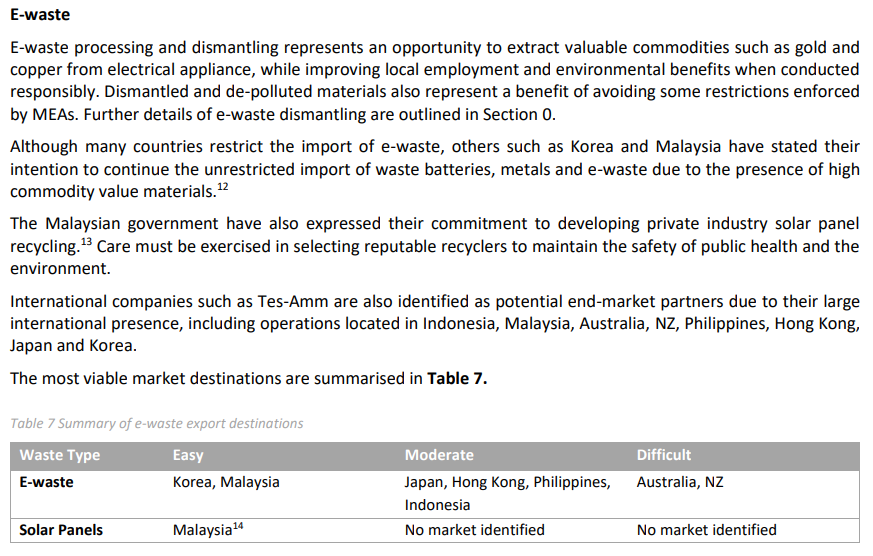 E-waste
E-waste processing and dismantling represents an opportunity to extract valuable commodities such as gold and
copper from electrical appliance, while improving local employment and environmental benefits when conducted
responsibly. Dismantled and de-polluted materials also represent a benefit of avoiding some restrictions enforced
by MEAs. Further details of e-waste dismantling are outlined in Section 0.
Although many countries restrict the import of e-waste, others such as Korea and Malaysia have stated their
intention to continue the unrestricted import of waste batteries, metals and e-waste due to the presence of high
commodity value materials.12
The Malaysian government have also expressed their commitment to developing private industry solar panel
recycling.13 Care must be exercised in selecting reputable recyclers to maintain the safety of public health and the
environment.
International companies such as Tes-Amm are also identified as potential end-market partners due to their large
international presence, including operations located in Indonesia, Malaysia, Australia, NZ, Philippines, Hong Kong,
Japan and Korea.
The most viable market destinations are summarised in Table 7.
Table 7 Summary of e-waste export destinations
Waste Type Easy Moderate Difficult
E-waste Korea, Malaysia Japan, Hong Kong, Philippines, Australia, NZ
Indonesia
Solar Panels Malaysia14 No market identified No market identified